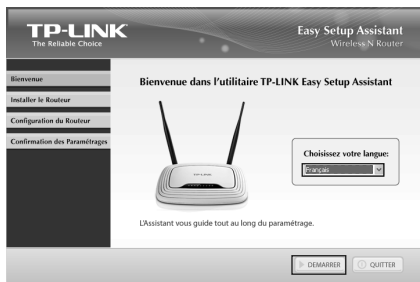 TP-LINK
The Reliable Choice
Easy Setup Assistant
Wireless N Router
Bienvenue
Installer le Routeur
Configuration du Routeur
Confirmation des Paramétrages
Bienvenue dans l'utilitaire TP-LINK Easy Setup Assistant
TP-LINK
Choisissez votre langue:
Français
L'Assistant vous guide tout au long du paramétrage.
DEMARRER
QUITTER